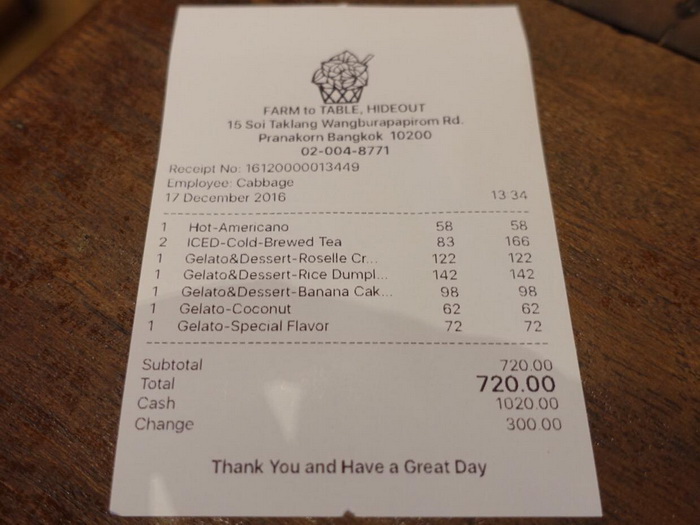 FARM to TABLE, HIDEOUT
15 Soi Taklang Wangburapapirom Rd.
Pranakorn Bangkok 10200
02-004-8771
Receipt No: 16120000013449
Employee: Cabbage
17 December 2016 13:34
1 Hot-Americano 58 58
2 ICED-Cold-Brewed Tea 83 166
1 Gelato&Dessert-Roselle Cr... 122 122
1 Gelato&Dessert-Rice Dumpl... 142 142
1 Gelato&Dessert-Banana Cak... 98 98
1 Gelato-Coconut 62 62
1 Gelato-Special Flavor 72 72
Subtotal 720.00
Total 720.00
Cash 1020.00
Change 300.00
Thank You and Have a Great Day